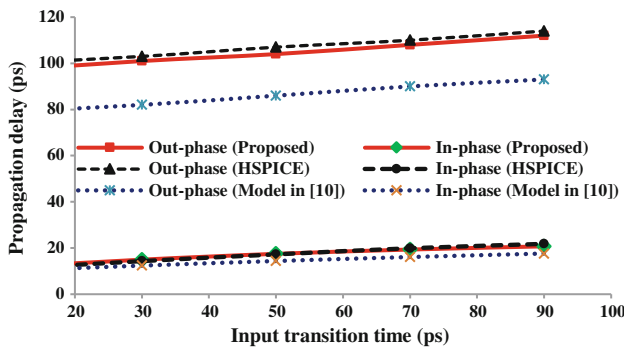 120
100
80
60
40
20
0
Propagation delay (ps)
Out-phase (Proposed)
In-phase (Proposed)
Out-phase (HSPICE)
In-phase (HSPICE)
Out-phase (Model in [10])
In-phase (Model in [10])
20 30 40 50 60 70 80 90 100
Input transition time (ps)